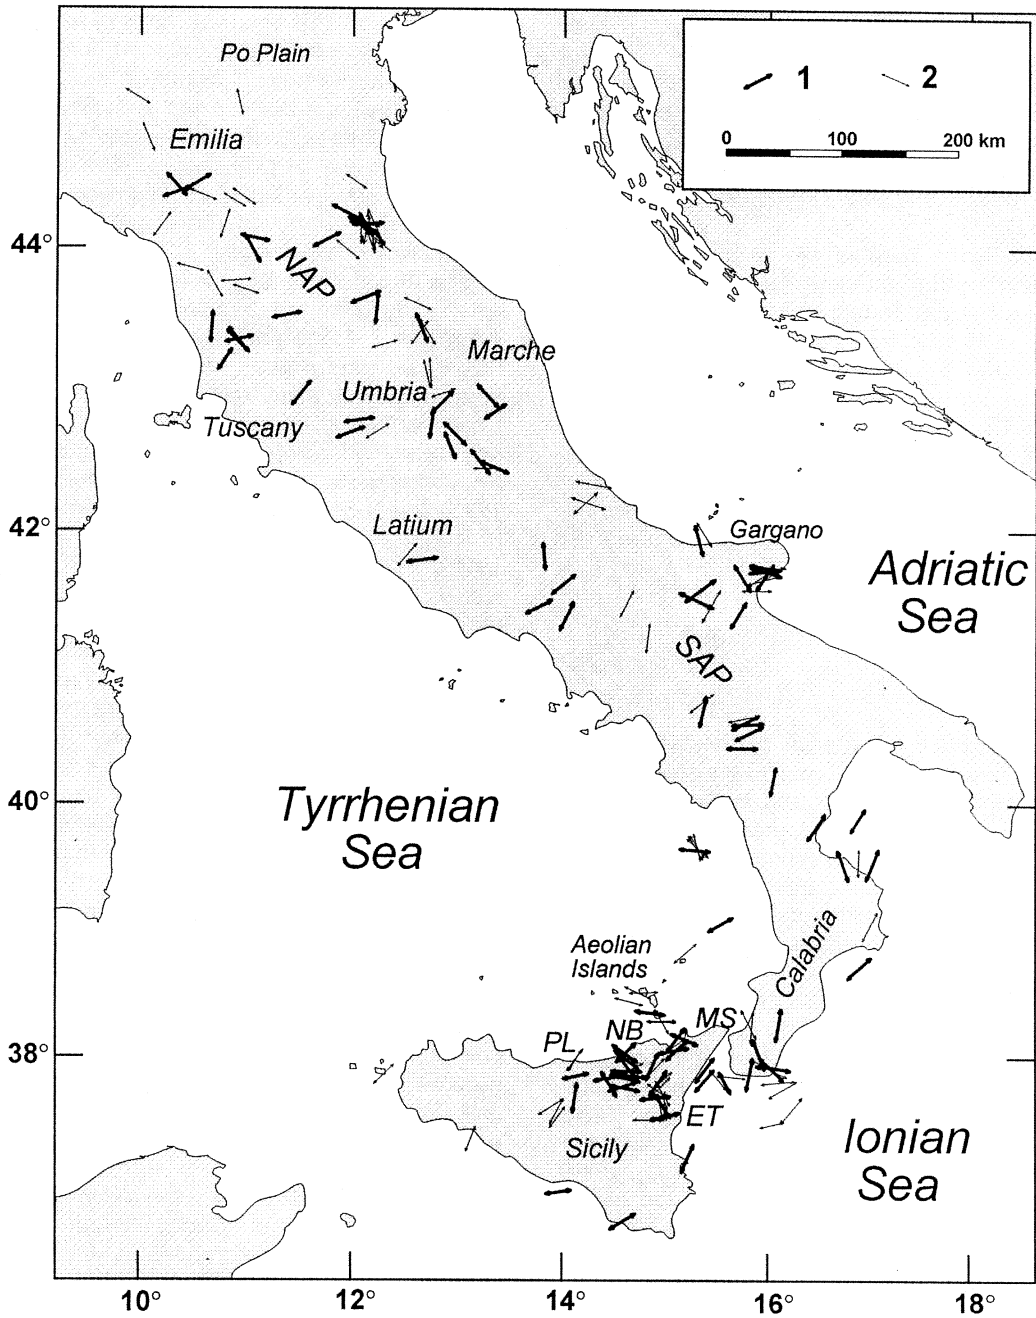 Po Plain
1
2
0
100
200 km
Emilia
44°
NAP
Marche
Umbria
Tuscany
42°
Latium
Gargano
Adriatic
Sea
SAP
40°
Tyrrhenian
Sea
Aeolian
Islands
Calabria
MS
NB
PL
38°
ET
Sicily
Ionian
Sea
10°
12°
14°
16°
18°